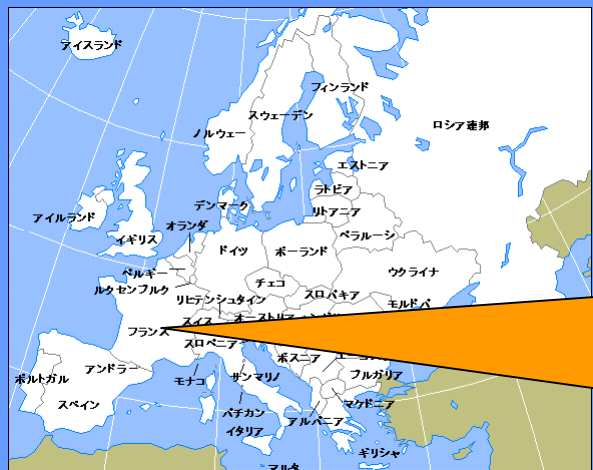 アイスランド
フィンランド
スウェーデン
ロシア連邦
ノルウェー
エストニア
ラトビア
デンマーク
リトアニア
アイルランド
オランダ
イギリス
ベラルーシ
ドイツ
ポーランド
ベルギー
ウクライナ
チェコ
ルクセンブルク
スロバキア
リヒテンシュタイン
モルドバ
スイス
フランス
スロベニア
ボスニア
アンドラー
ブルガリア
ポルトガル
モナコ
サンマリノ
スペイン
マケドニア
バチカン
アルバニア
イタリア
ギリシャ
マルタ